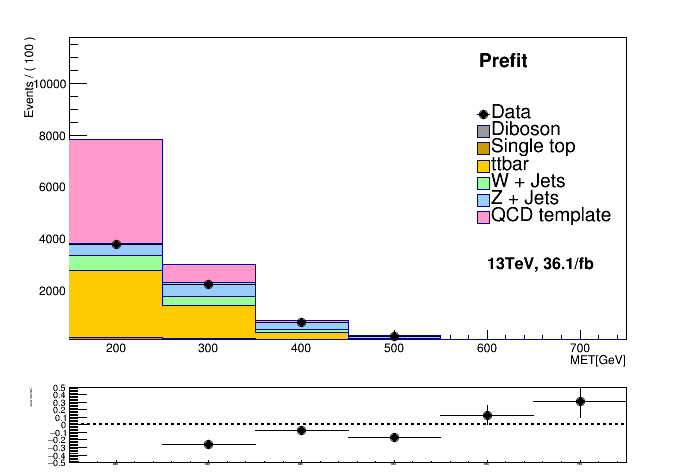 Prefit
Events / ( 100 )
10000
8000
6000
4000
2000
Data
Diboson
Single top
ttbar
W + Jets
Z + Jets
QCD template
13TeV, 36.1/fb
200 300 400 500 600 700
MET[GeV]
0.5
0.4
0.3
0.2
0.1
0
−0.1
−0.2
−0.3
−0.4
−0.5